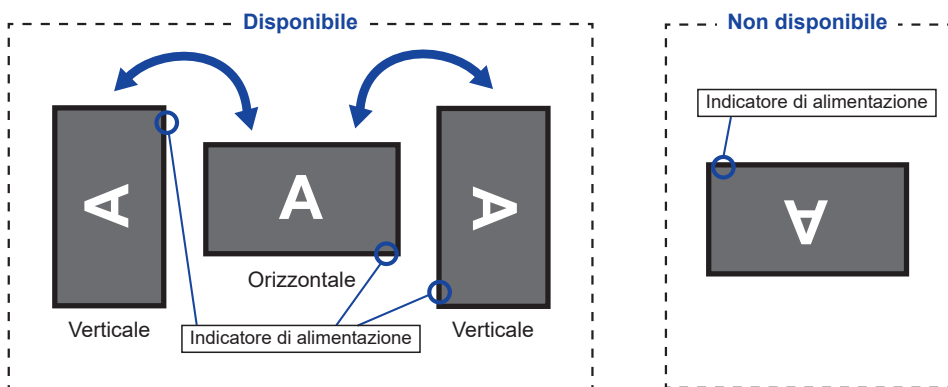 Disponibile
A
A
A
Orizzontale
Verticale
Indicatore di alimentazione
Verticale
Non disponibile
Indicatore di alimentazione
A